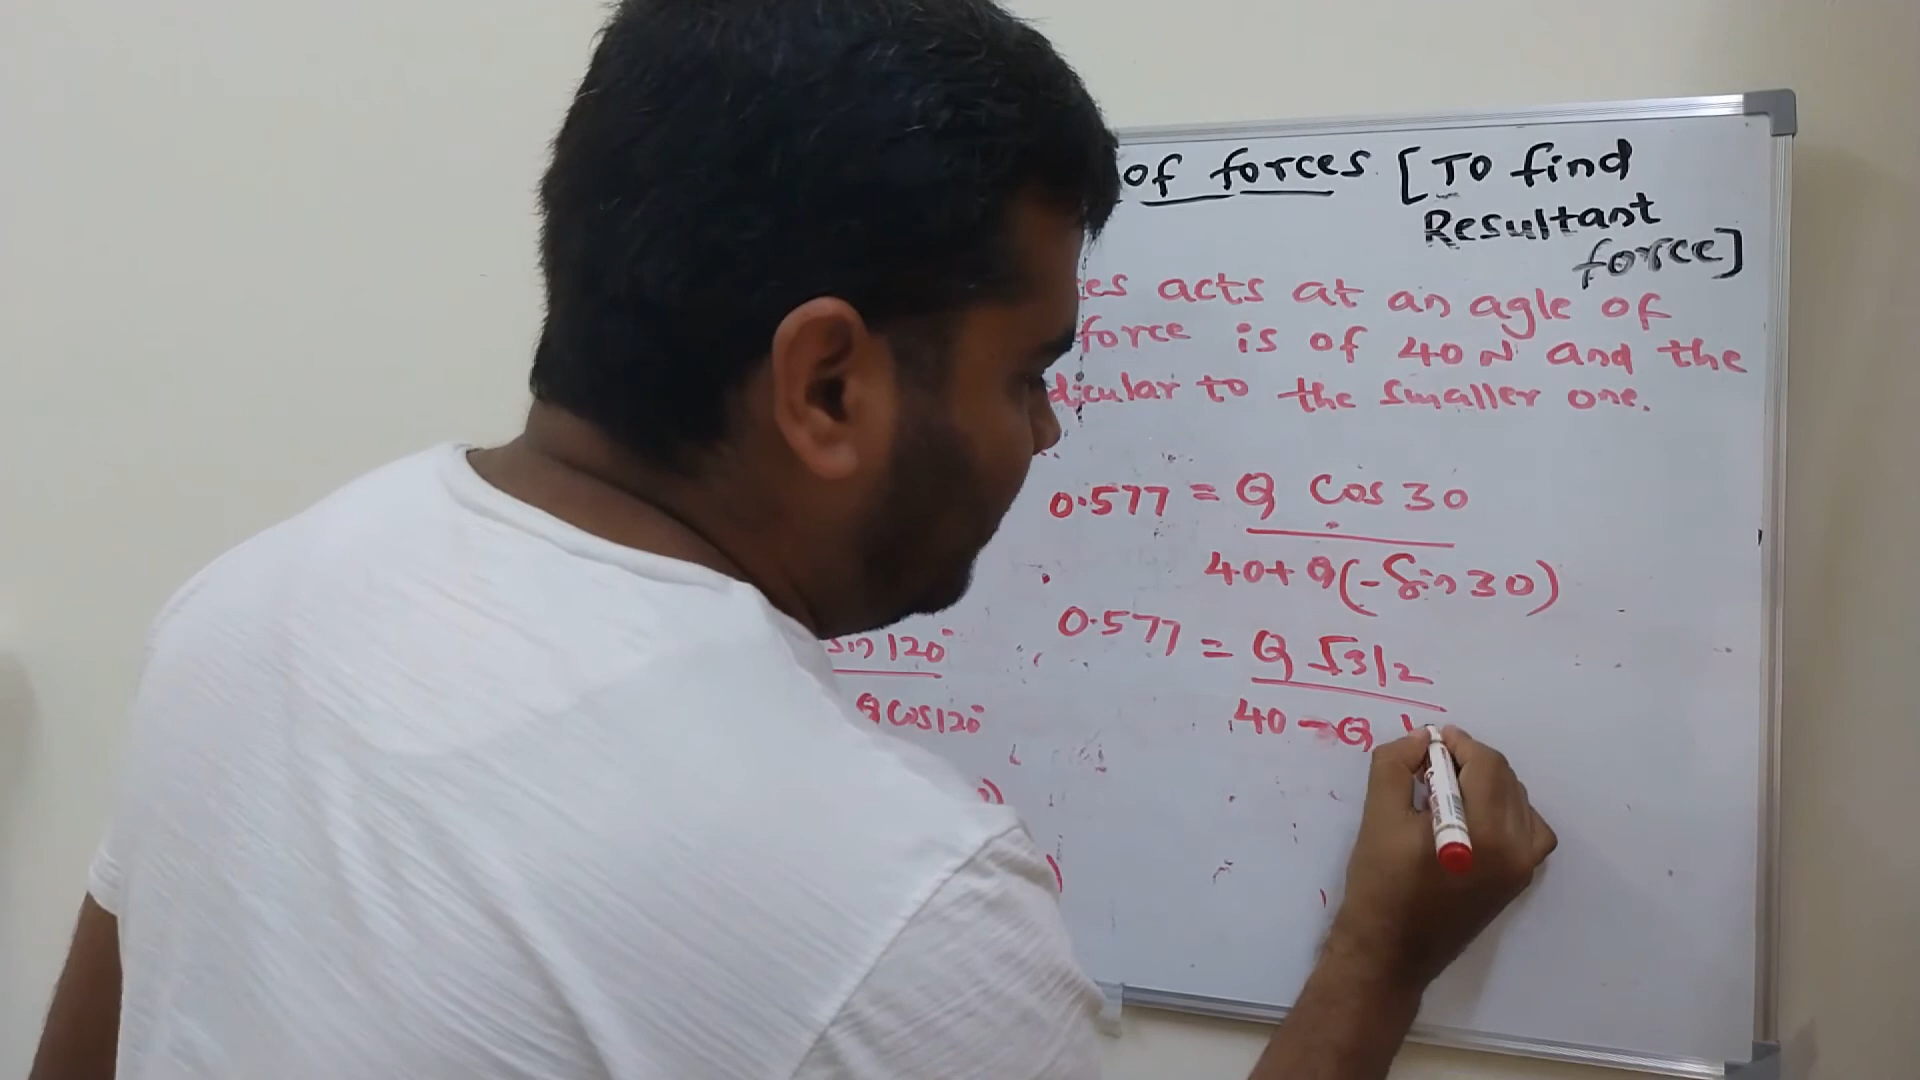 of forces [To find
Resultant
force]
es acts at an agle of
force is of 40 N and the
dicular to the smaller one.
0.577 = Q Cos 30
40+ Q(-Sin 30)
0.577 = Q √3/2
40 - Q
Sin 120°
Q Cos 120°
)
)